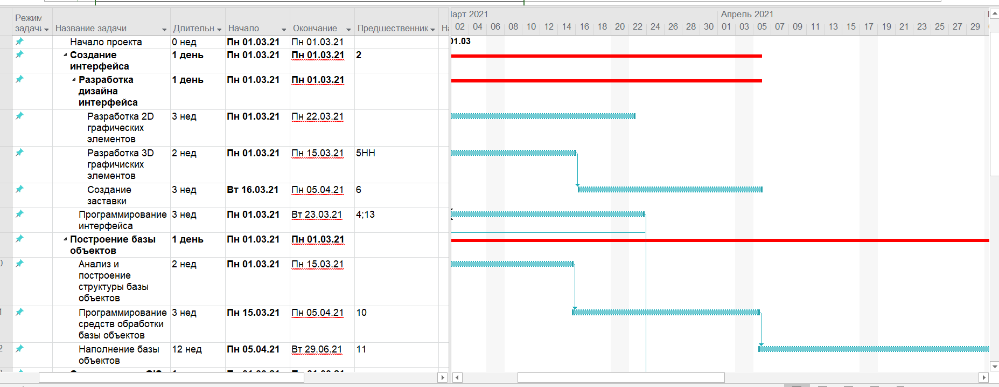 Режим
задачи
Название задачи
Длительн
Начало
Окончание
Предшественник
На
март 2021
Апрель 2021
02 04 06 08 10 12 14 16 18 20 22 24 26 28 30 01 03 05 07 09 11 13 15 17 19 21 23 25 27 29
Начало проекта 0 нед Пн 01.03.21 Пн 01.03.21
01.03
Создание 1 день Пн 01.03.21 Пн 01.03.21 2
интерфейса
Разработка 1 день Пн 01.03.21 Пн 01.03.21
дизайна
интерфейса
Разработка 2D 3 нед Пн 01.03.21 Пн 22.03.21
графических
элементов
Разработка 3D 2 нед Пн 01.03.21 Пн 15.03.21 5НН
графичиских
элементов
Создание 3 нед Вт 16.03.21 Пн 05.04.21 6
заставки
Программирование 3 нед Пн 01.03.21 Вт 23.03.21 4;13
интерфейса
Построение базы 1 день Пн 01.03.21 Пн 01.03.21
объектов
0 Анализ и 2 нед Пн 01.03.21 Пн 15.03.21
построение
структуры базы
объектов
1 Программирование 3 нед Пн 15.03.21 Пн 05.04.21 10
средств обработки
базы объектов
2 Наполнение базы 12 нед Пн 05.04.21 Вт 29.06.21 11
объектов